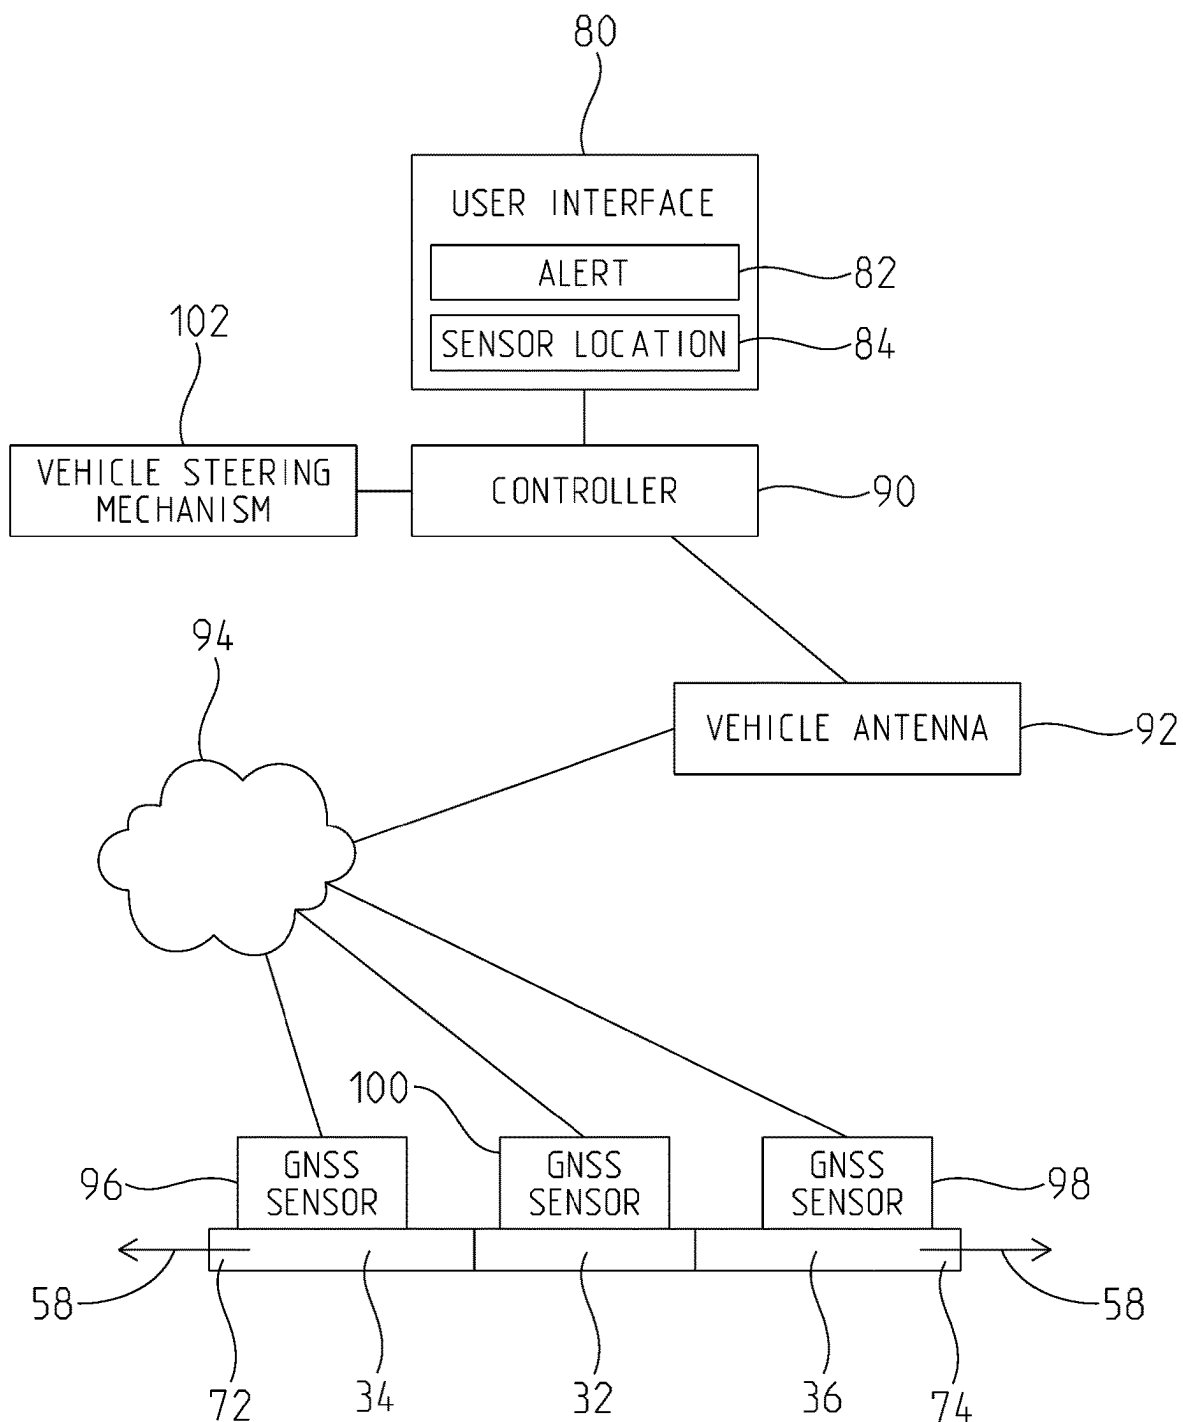 80
USER INTERFACE
ALERT
82
102
SENSOR LOCATION
84
VEHICLE STEERING
MECHANISM
CONTROLLER
90
94
VEHICLE ANTENNA
92
100
96
GNSS
SENSOR
GNSS
SENSOR
GNSS
SENSOR
98
58
58
72
34
32
36
74